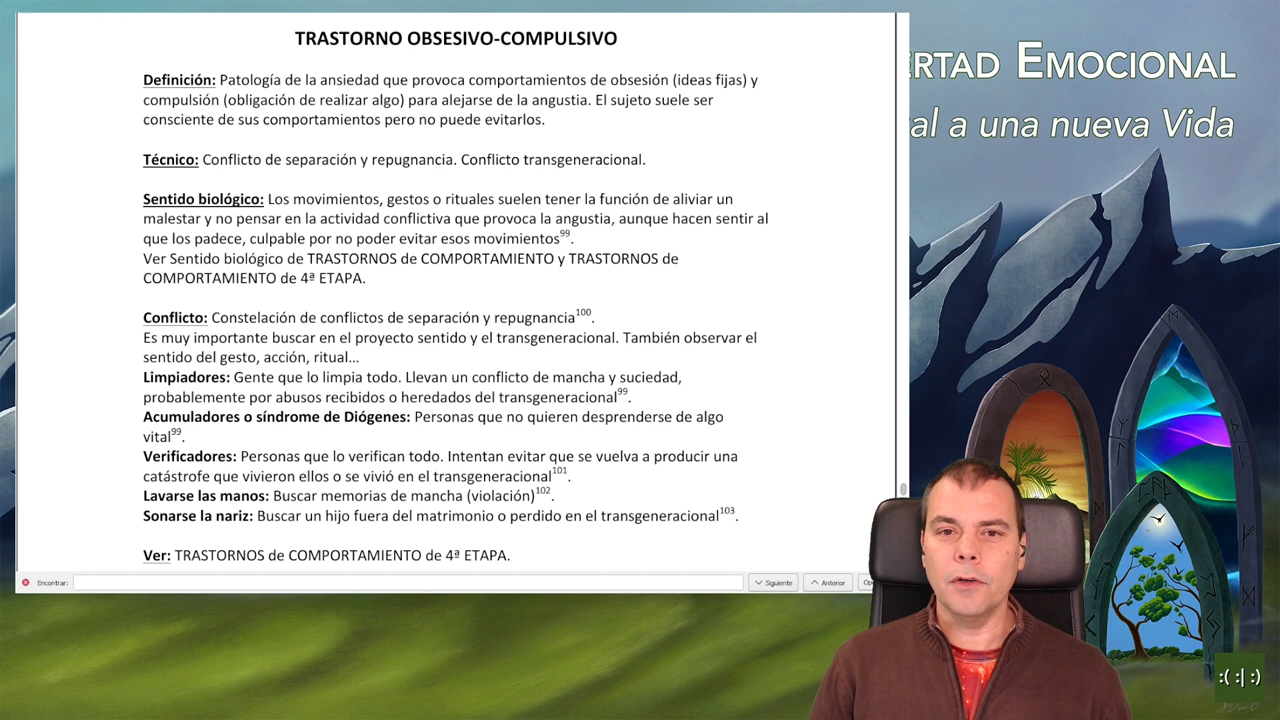 TRASTORNO OBSESIVO-COMPULSIVO
Definición: Patología de la ansiedad que provoca comportamientos de obsesión (ideas fijas) y
compulsión (obligación de realizar algo) para alejarse de la angustia. El sujeto suele ser
consciente de sus comportamientos pero no puede evitarlos.
Técnico: Conflicto de separación y repugnancia. Conflicto transgeneracional.
Sentido biológico: Los movimientos, gestos o rituales suelen tener la función de aliviar un
malestar y no pensar en la actividad conflictiva que provoca la angustia, aunque hacen sentir al
que los padece, culpable por no poder evitar esos movimientos99.
Ver Sentido biológico de TRASTORNOS de COMPORTAMIENTO y TRASTORNOS de
COMPORTAMIENTO de 4ª ETAPA.
Conflicto: Constelación de conflictos de separación y repugnancia100.
Es muy importante buscar en el proyecto sentido y el transgeneracional. También observar el
sentido del gesto, acción, ritual...
Limpiadores: Gente que lo limpia todo. Llevan un conflicto de mancha y suciedad,
probablemente por abusos recibidos o heredados del transgeneracional99.
Acumuladores o síndrome de Diógenes: Personas que no quieren desprenderse de algo
vital99.
Verificadores: Personas que lo verifican todo. Intentan evitar que se vuelva a producir una
catástrofe que vivieron ellos o se vivió en el transgeneracional101.
Lavarse las manos: Buscar memorias de mancha (violación)102.
Sonarse la nariz: Buscar un hijo fuera del matrimonio o perdido en el transgeneracional103.
Ver: TRASTORNOS de COMPORTAMIENTO de 4ª ETAPA.
Encontrar: Siguiente Anterior
ERTAD EMOCIONAL
al a una nueva Vida
:( :| :)